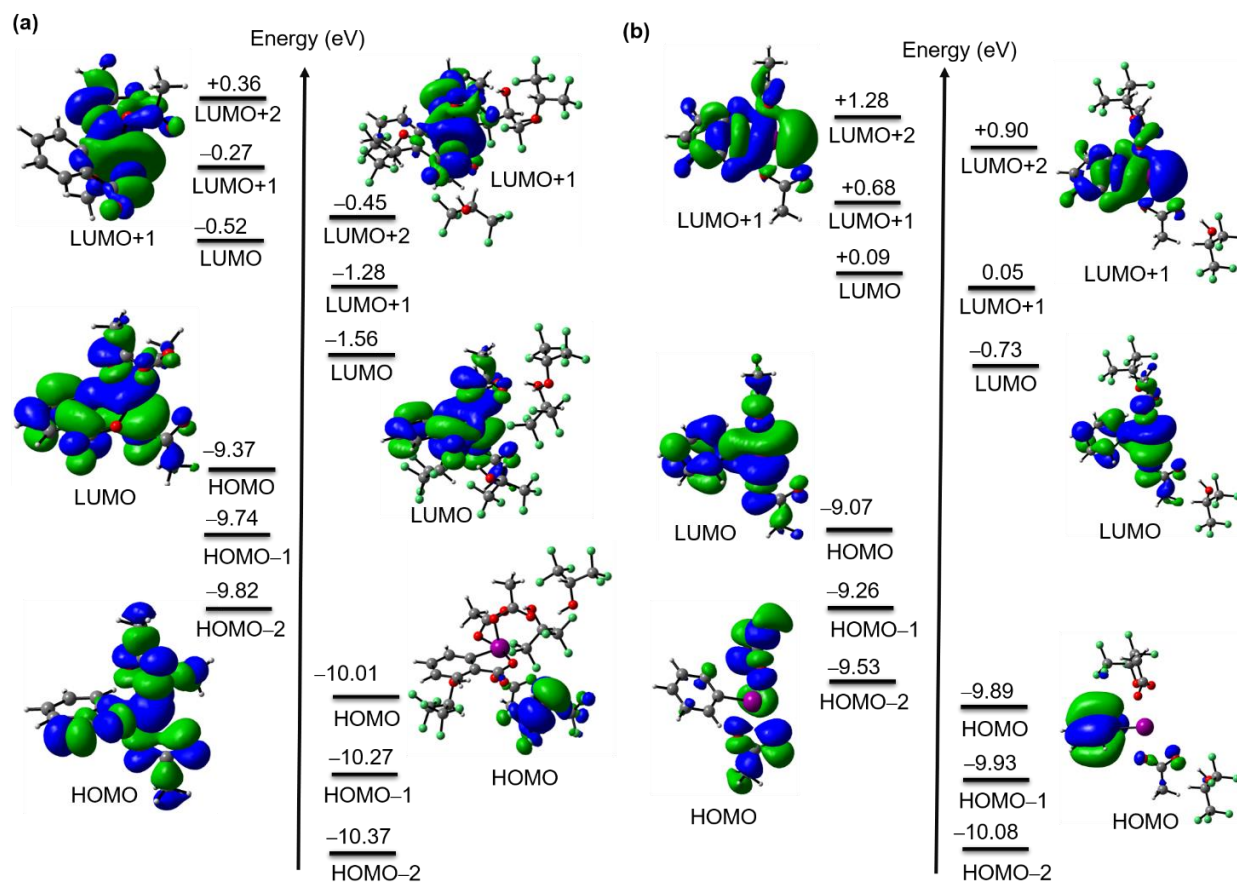 (a)
Energy (eV)
+0.36
LUMO+2
−0.27
LUMO+1
−0.52
LUMO
LUMO+1
LUMO+1
−0.45
LUMO+2
−1.28
LUMO+1
−1.56
LUMO
LUMO
LUMO
−9.37
HOMO
−9.74
HOMO−1
−9.82
HOMO−2
HOMO
−10.01
HOMO
−10.27
HOMO−1
−10.37
HOMO−2
HOMO
(b)
Energy (eV)
+1.28
LUMO+2
+0.68
LUMO+1
+0.09
LUMO
LUMO+1
+0.90
LUMO+2
0.05
LUMO+1
−0.73
LUMO
LUMO+1
LUMO
LUMO
−9.07
HOMO
−9.26
HOMO−1
−9.53
HOMO−2
HOMO
−9.89
HOMO
−9.93
HOMO−1
−10.08
HOMO−2
HOMO